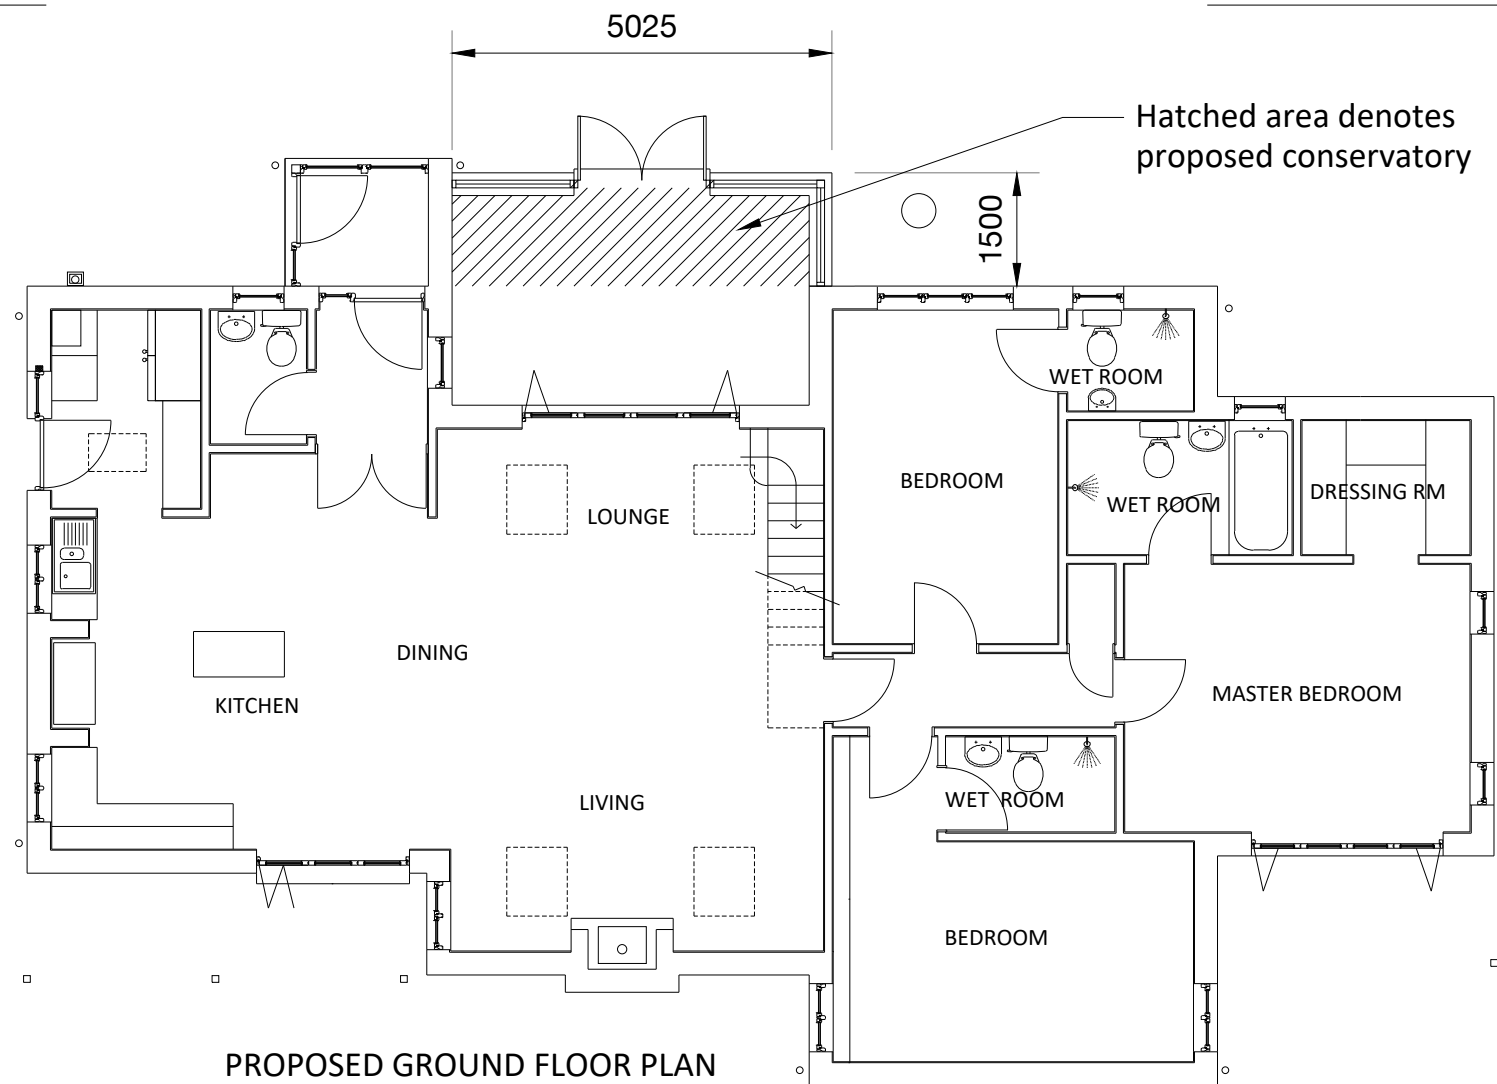 5025
Hatched area denotes
proposed conservatory
1500
WET ROOM
BEDROOM
WET ROOM
DRESSING RM
LOUNGE
DINING
KITCHEN
MASTER BEDROOM
LIVING
WET ROOM
BEDROOM
PROPOSED GROUND FLOOR PLAN